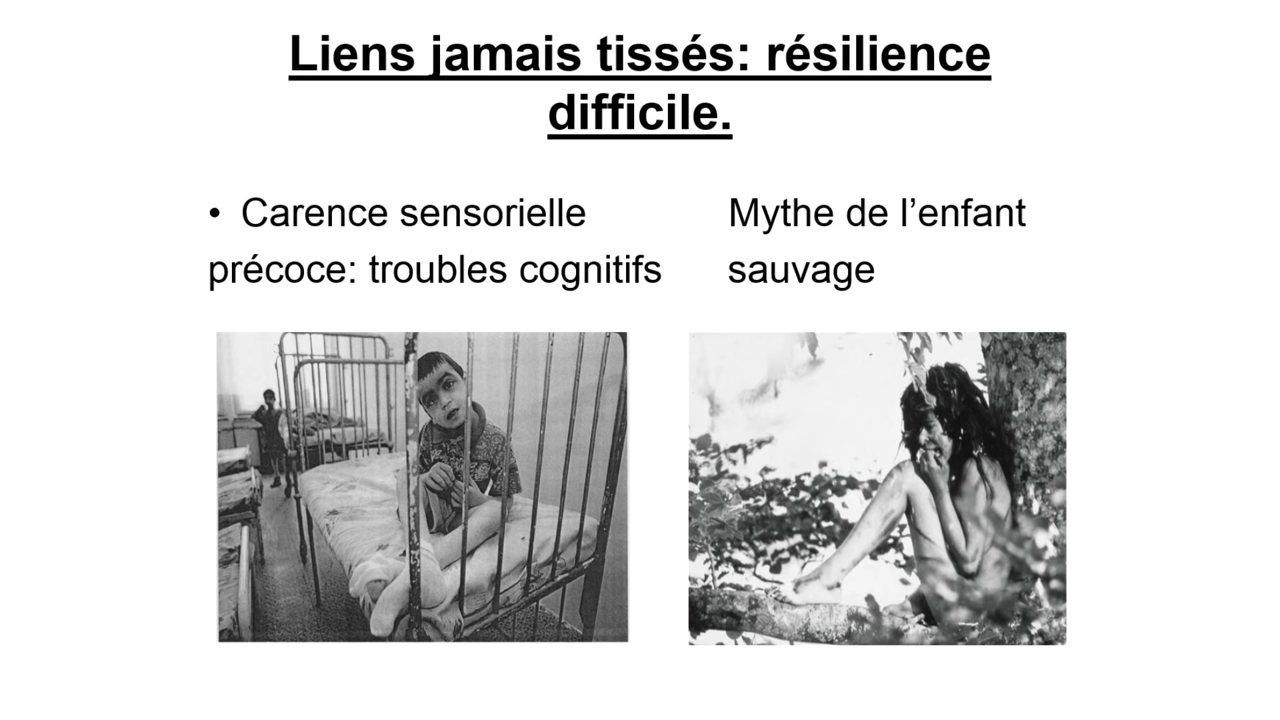 Liens jamais tissés: résilience
difficile.
• Carence sensorielle
précoce: troubles cognitifs
Mythe de l’enfant
sauvage